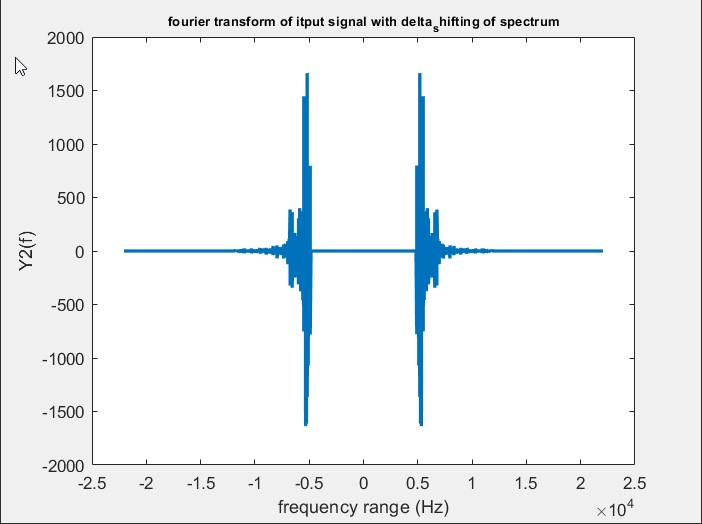 fourier transform of itput signal with delta_shifting of spectrum
2000
1500
1000
500
0
-500
-1000
-1500
-2000
Y2(f)
-2.5 -2 -1.5 -1 -0.5 0 0.5 1 1.5 2 2.5
frequency range (Hz)
×10⁴